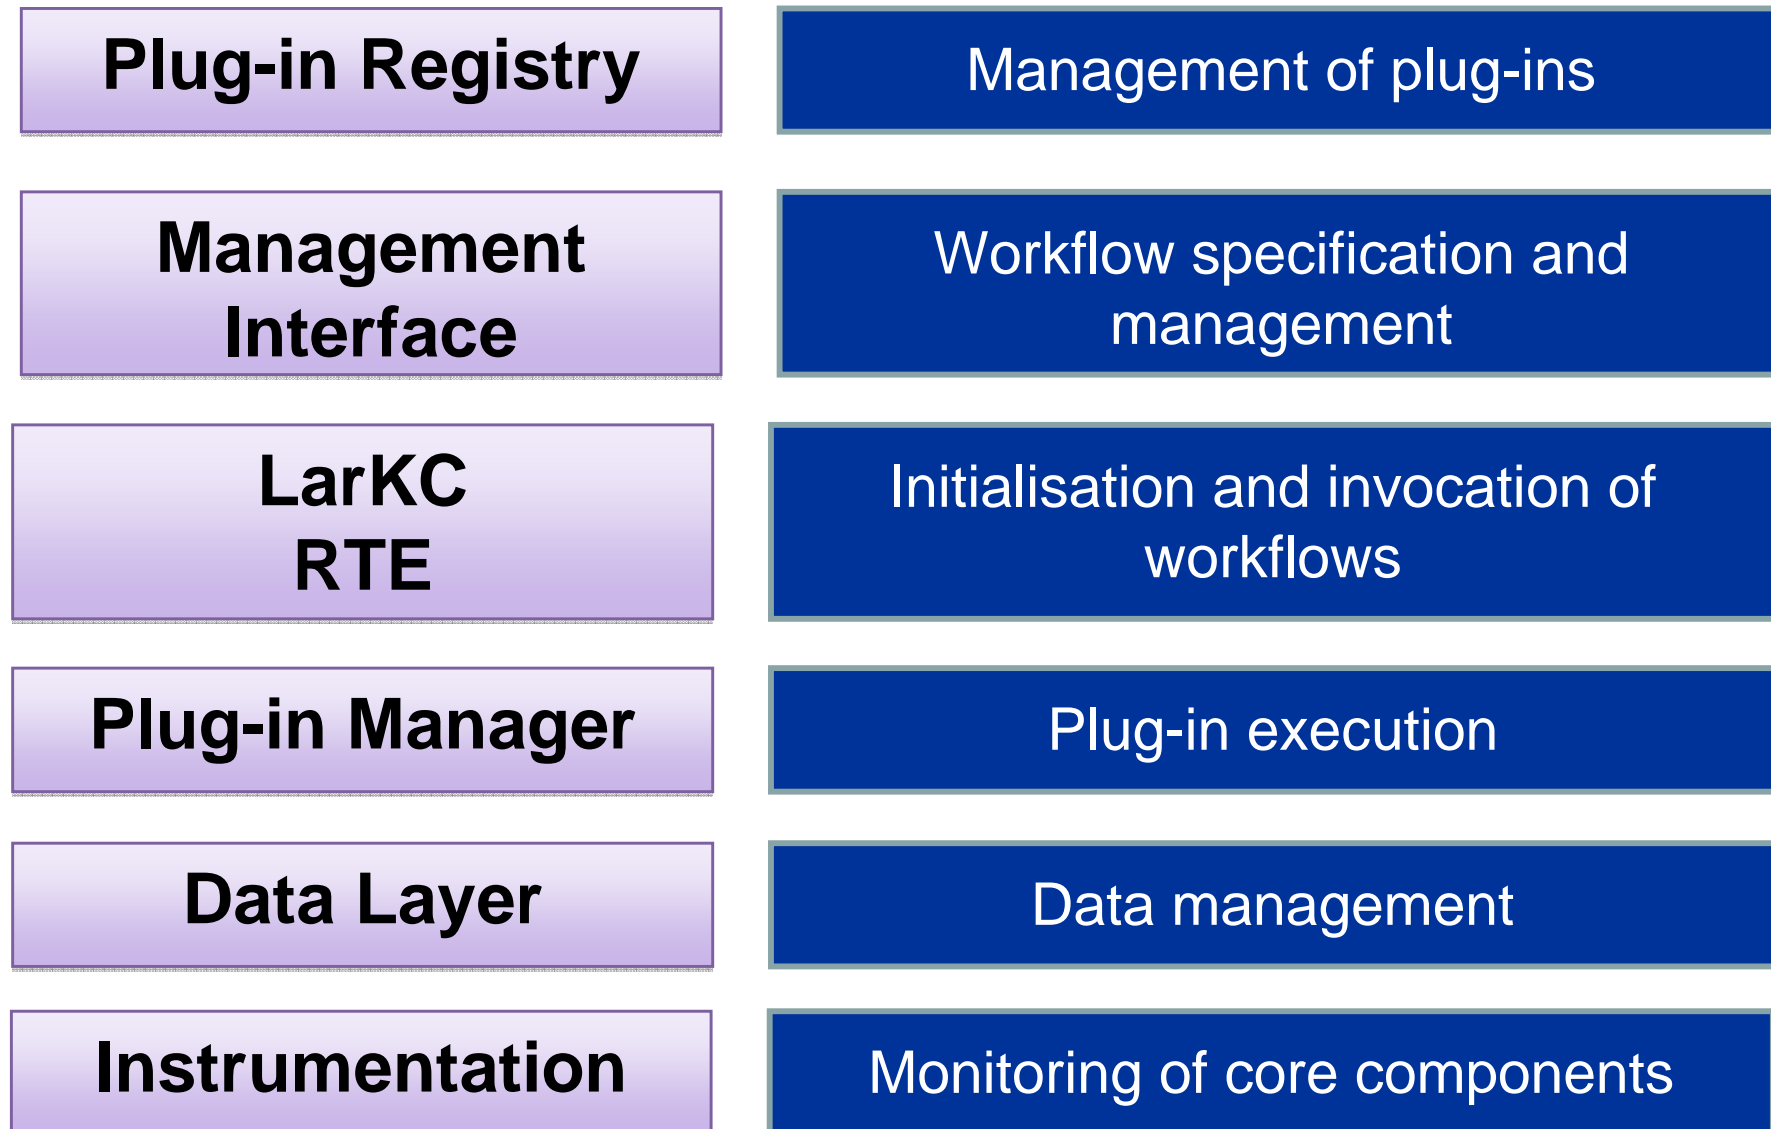 Plug-in Registry
Management of plug-ins
Management
Interface
Workflow specification and
management
LarKC
RTE
Initialisation and invocation of
workflows
Plug-in Manager
Plug-in execution
Data Layer
Data management
Instrumentation
Monitoring of core components